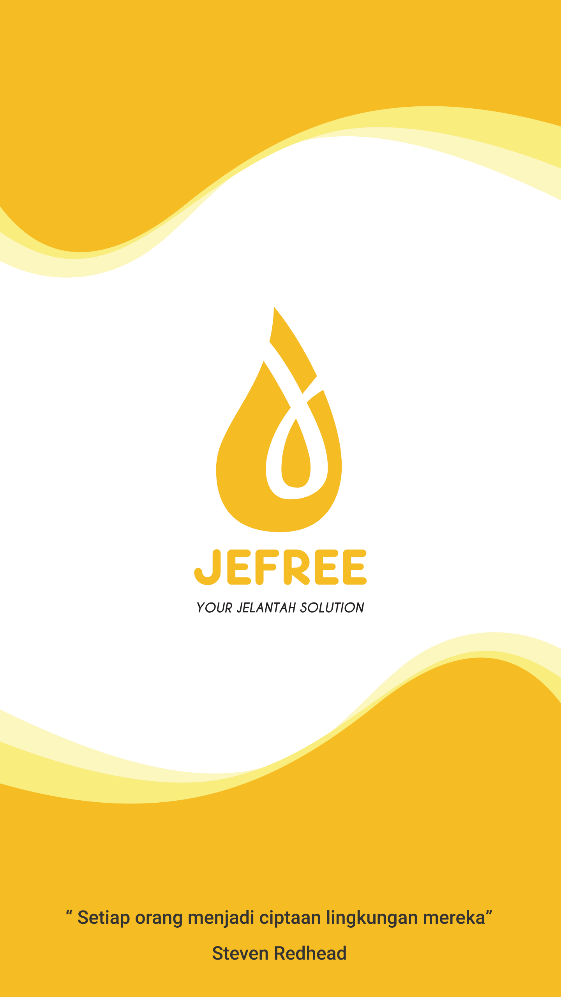 JEFREE
YOUR JELANTAH SOLUTION
“ Setiap orang menjadi ciptaan lingkungan mereka”
Steven Redhead